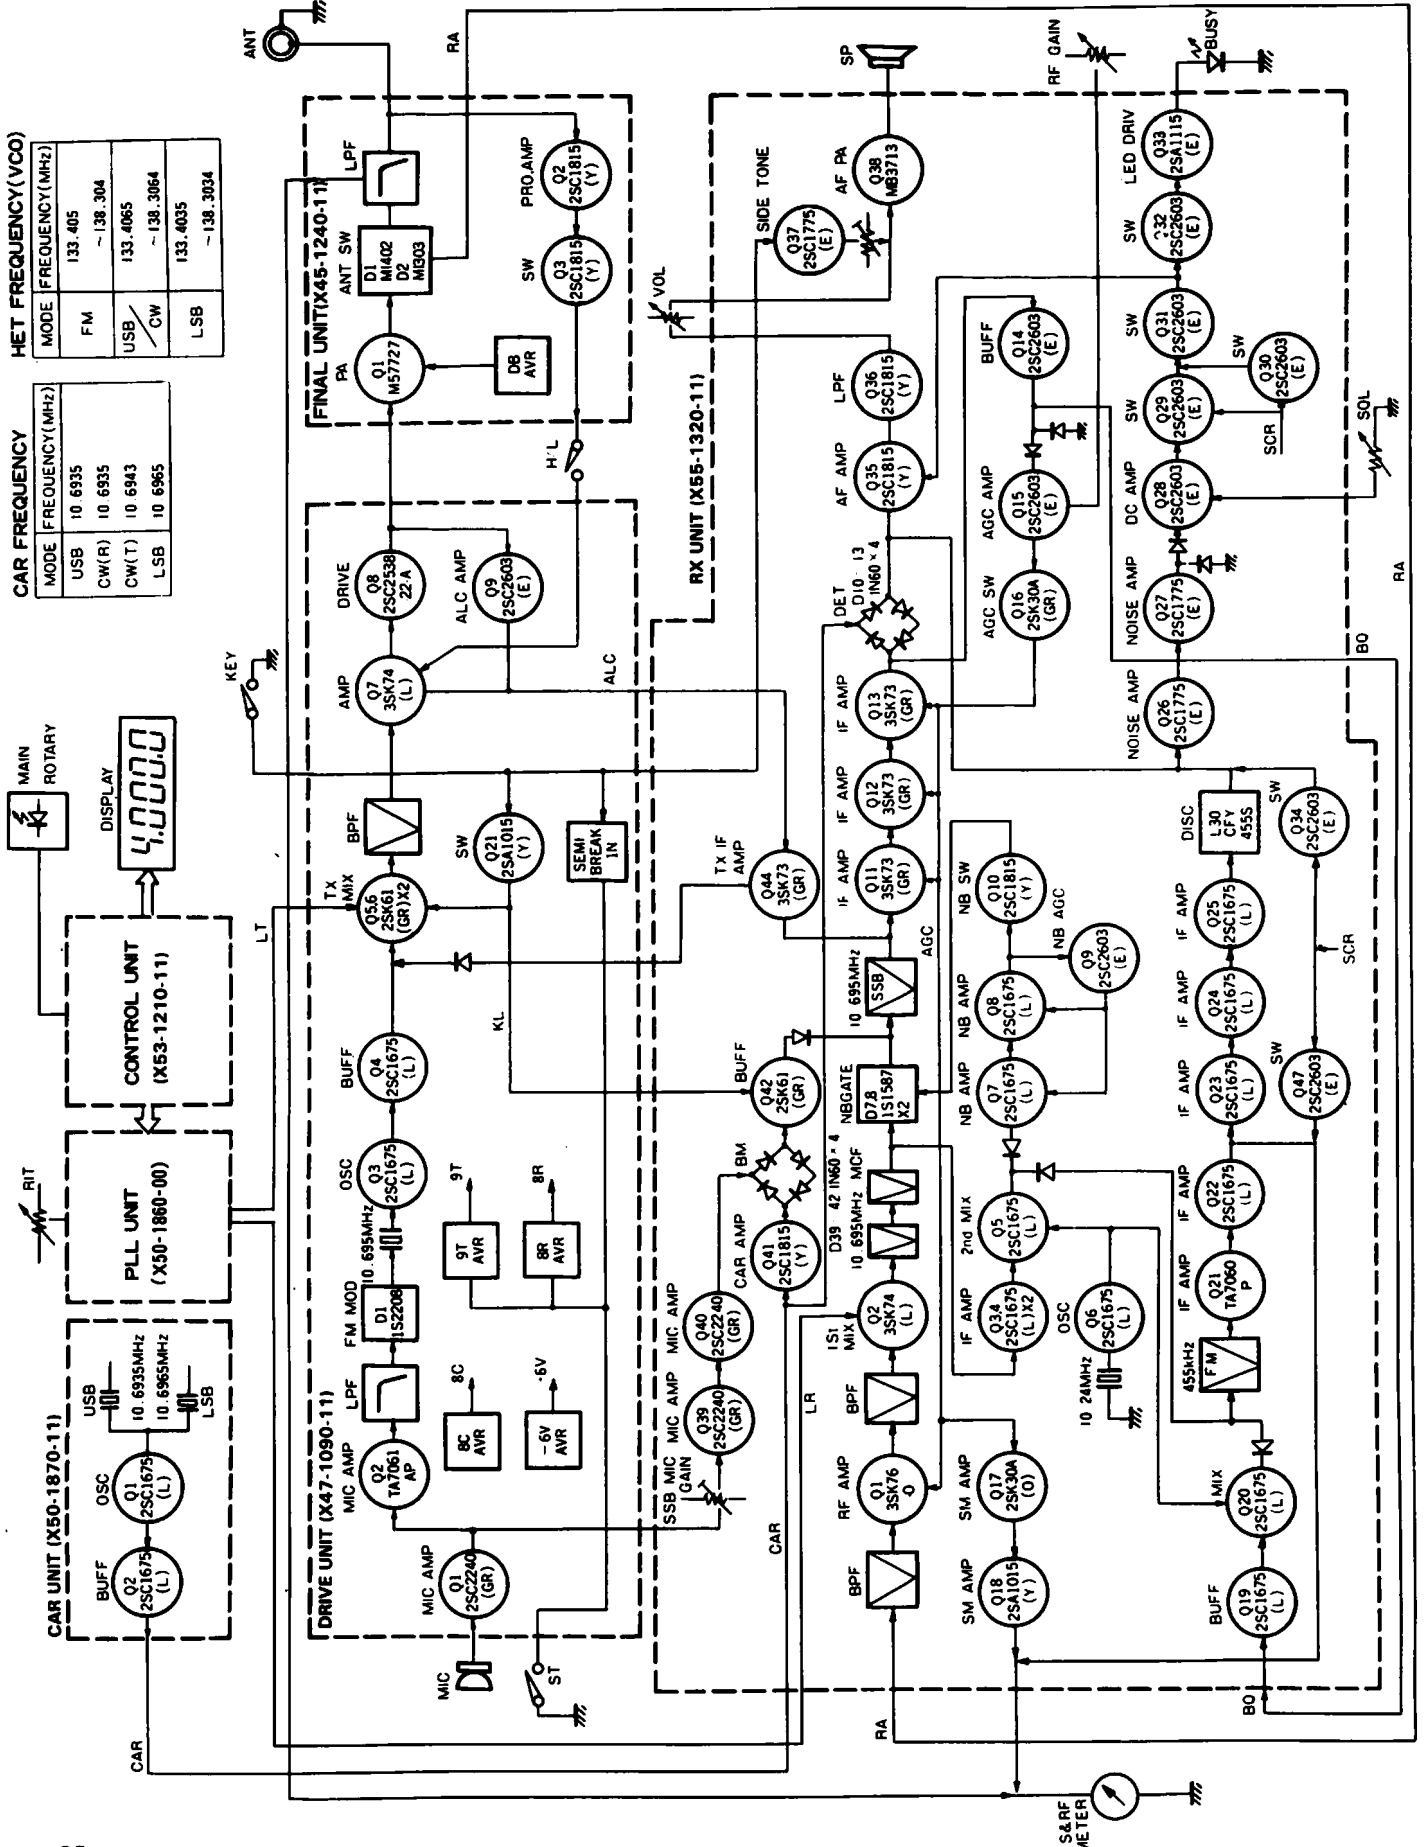 CAR FREQUENCY
MODE FREQUENCY(MHz)
USB 10.6935
CW(R) 10.6935
CW(T) 10.6943
LSB 10.6965
HET FREQUENCY(VCO)
MODE FREQUENCY(MHz)
FM 133.405
~138.304
USB/CW 133.4065
~138.3064
LSB 133.4035
~138.3034
CAR UNIT (X50-1870-11)
BUFF
Q2
2SC1675
(L)
OSC
Q1
2SC1675
(L)
USB
10.6935MHz
10.6965MHz
LSB
CAR
RIT
PLL UNIT
(X50-1860-00)
CONTROL UNIT
(X53-1210-11)
MAIN
ROTARY
DISPLAY
4.000.0
LT
KEY
ANT
RA
DRIVE UNIT (X47-1090-11)
MIC
MIC AMP
Q1
2SC2240
(GR)
MIC AMP
Q2
TA7061
AP
LPF
FM MOD
D1
1S2208
10.695MHz
OSC
Q3
2SC1675
(L)
BUFF
Q4
2SC1675
(L)
TX
MIX
Q5,6
2SK61
(GR)X2
BPF
AMP
Q7
3SK74
(L)
DRIVE
Q8
2SC2538
22-A
ALC AMP
Q9
2SC2603
(E)
ALC
SW
Q21
2SA1015
(Y)
SEMI
BREAK
IN
KL
8C
AVR
8C
-6V
AVR
-6V
9T
AVR
9T
8R
AVR
8R
ST
FINAL UNIT(X45-1240-11)
PA
Q1
M57727
DB
AVR
ANT SW
D1
MI402
D2
MI303
LPF
PRO.AMP
Q2
2SC1815
(Y)
SW
Q3
2SC1815
(Y)
H/L
RX UNIT (X55-1320-11)
SSB MIC
GAIN
MIC AMP
Q39
2SC2240
(GR)
MIC AMP
Q40
2SC2240
(GR)
CAR AMP
Q41
2SC1815
(Y)
BM
D39 42 1N60×4
BUFF
Q42
2SK61
(GR)
TX IF
AMP
Q44
3SK73
(GR)
CAR
LR
RA
BPF
RF AMP
Q1
3SK76
-O
BPF
1St
MIX
Q2
3SK74
(L)
10.695MHz MCF
NBGATE
D7,8
1S1587
X2
10 695MHz
SSB
IF AMP
Q11
3SK73
(GR)
IF AMP
Q12
3SK73
(GR)
IF AMP
Q13
3SK73
(GR)
DET
D10 13
1N60×4
AF AMP
Q35
2SC1815
(Y)
LPF
Q36
2SC1815
(Y)
VOL
SIDE TONE
Q37
2SC1775
(E)
AF PA
Q38
MB3713
SP
AGC
SM AMP
Q18
2SA1015
(Y)
SM AMP
Q17
2SK30A
(O)
IF AMP
Q3,4
2SC1675
(L)X2
2nd MIX
Q5
2SC1675
(L)
NB AMP
Q7
2SC1675
(L)
NB AMP
Q8
2SC1675
(L)
NB SW
Q10
2SC1815
(Y)
NB AGC
Q9
2SC2603
(E)
AGC SW
Q16
2SK30A
(GR)
AGC AMP
Q15
2SC2603
(E)
BUFF
Q14
2SC2603
(E)
RF GAIN
OSC
Q6
2SC1675
(L)
10 24MHz
BO
BUFF
Q19
2SC1675
(L)
MIX
Q20
2SC1675
(L)
455kHz
FM
IF AMP
Q21
TA7060
P
IF AMP
Q22
2SC1675
(L)
IF AMP
Q23
2SC1675
(L)
IF AMP
Q24
2SC1675
(L)
IF AMP
Q25
2SC1675
(L)
DISC
L30
CFY
455S
SW
Q47
2SC2603
(E)
SW
Q34
2SC2603
(E)
SCR
NOISE AMP
Q26
2SC1775
(E)
NOISE AMP
Q27
2SC1775
(E)
DC AMP
Q28
2SC2603
(E)
SW
Q29
2SC2603
(E)
SW
Q30
2SC2603
(E)
SCR
SQL
SW
Q31
2SC2603
(E)
SW
Q32
2SC2603
(E)
LED DRIV
Q33
2SA1115
(E)
BUSY
BO
RA
S&RF
METER